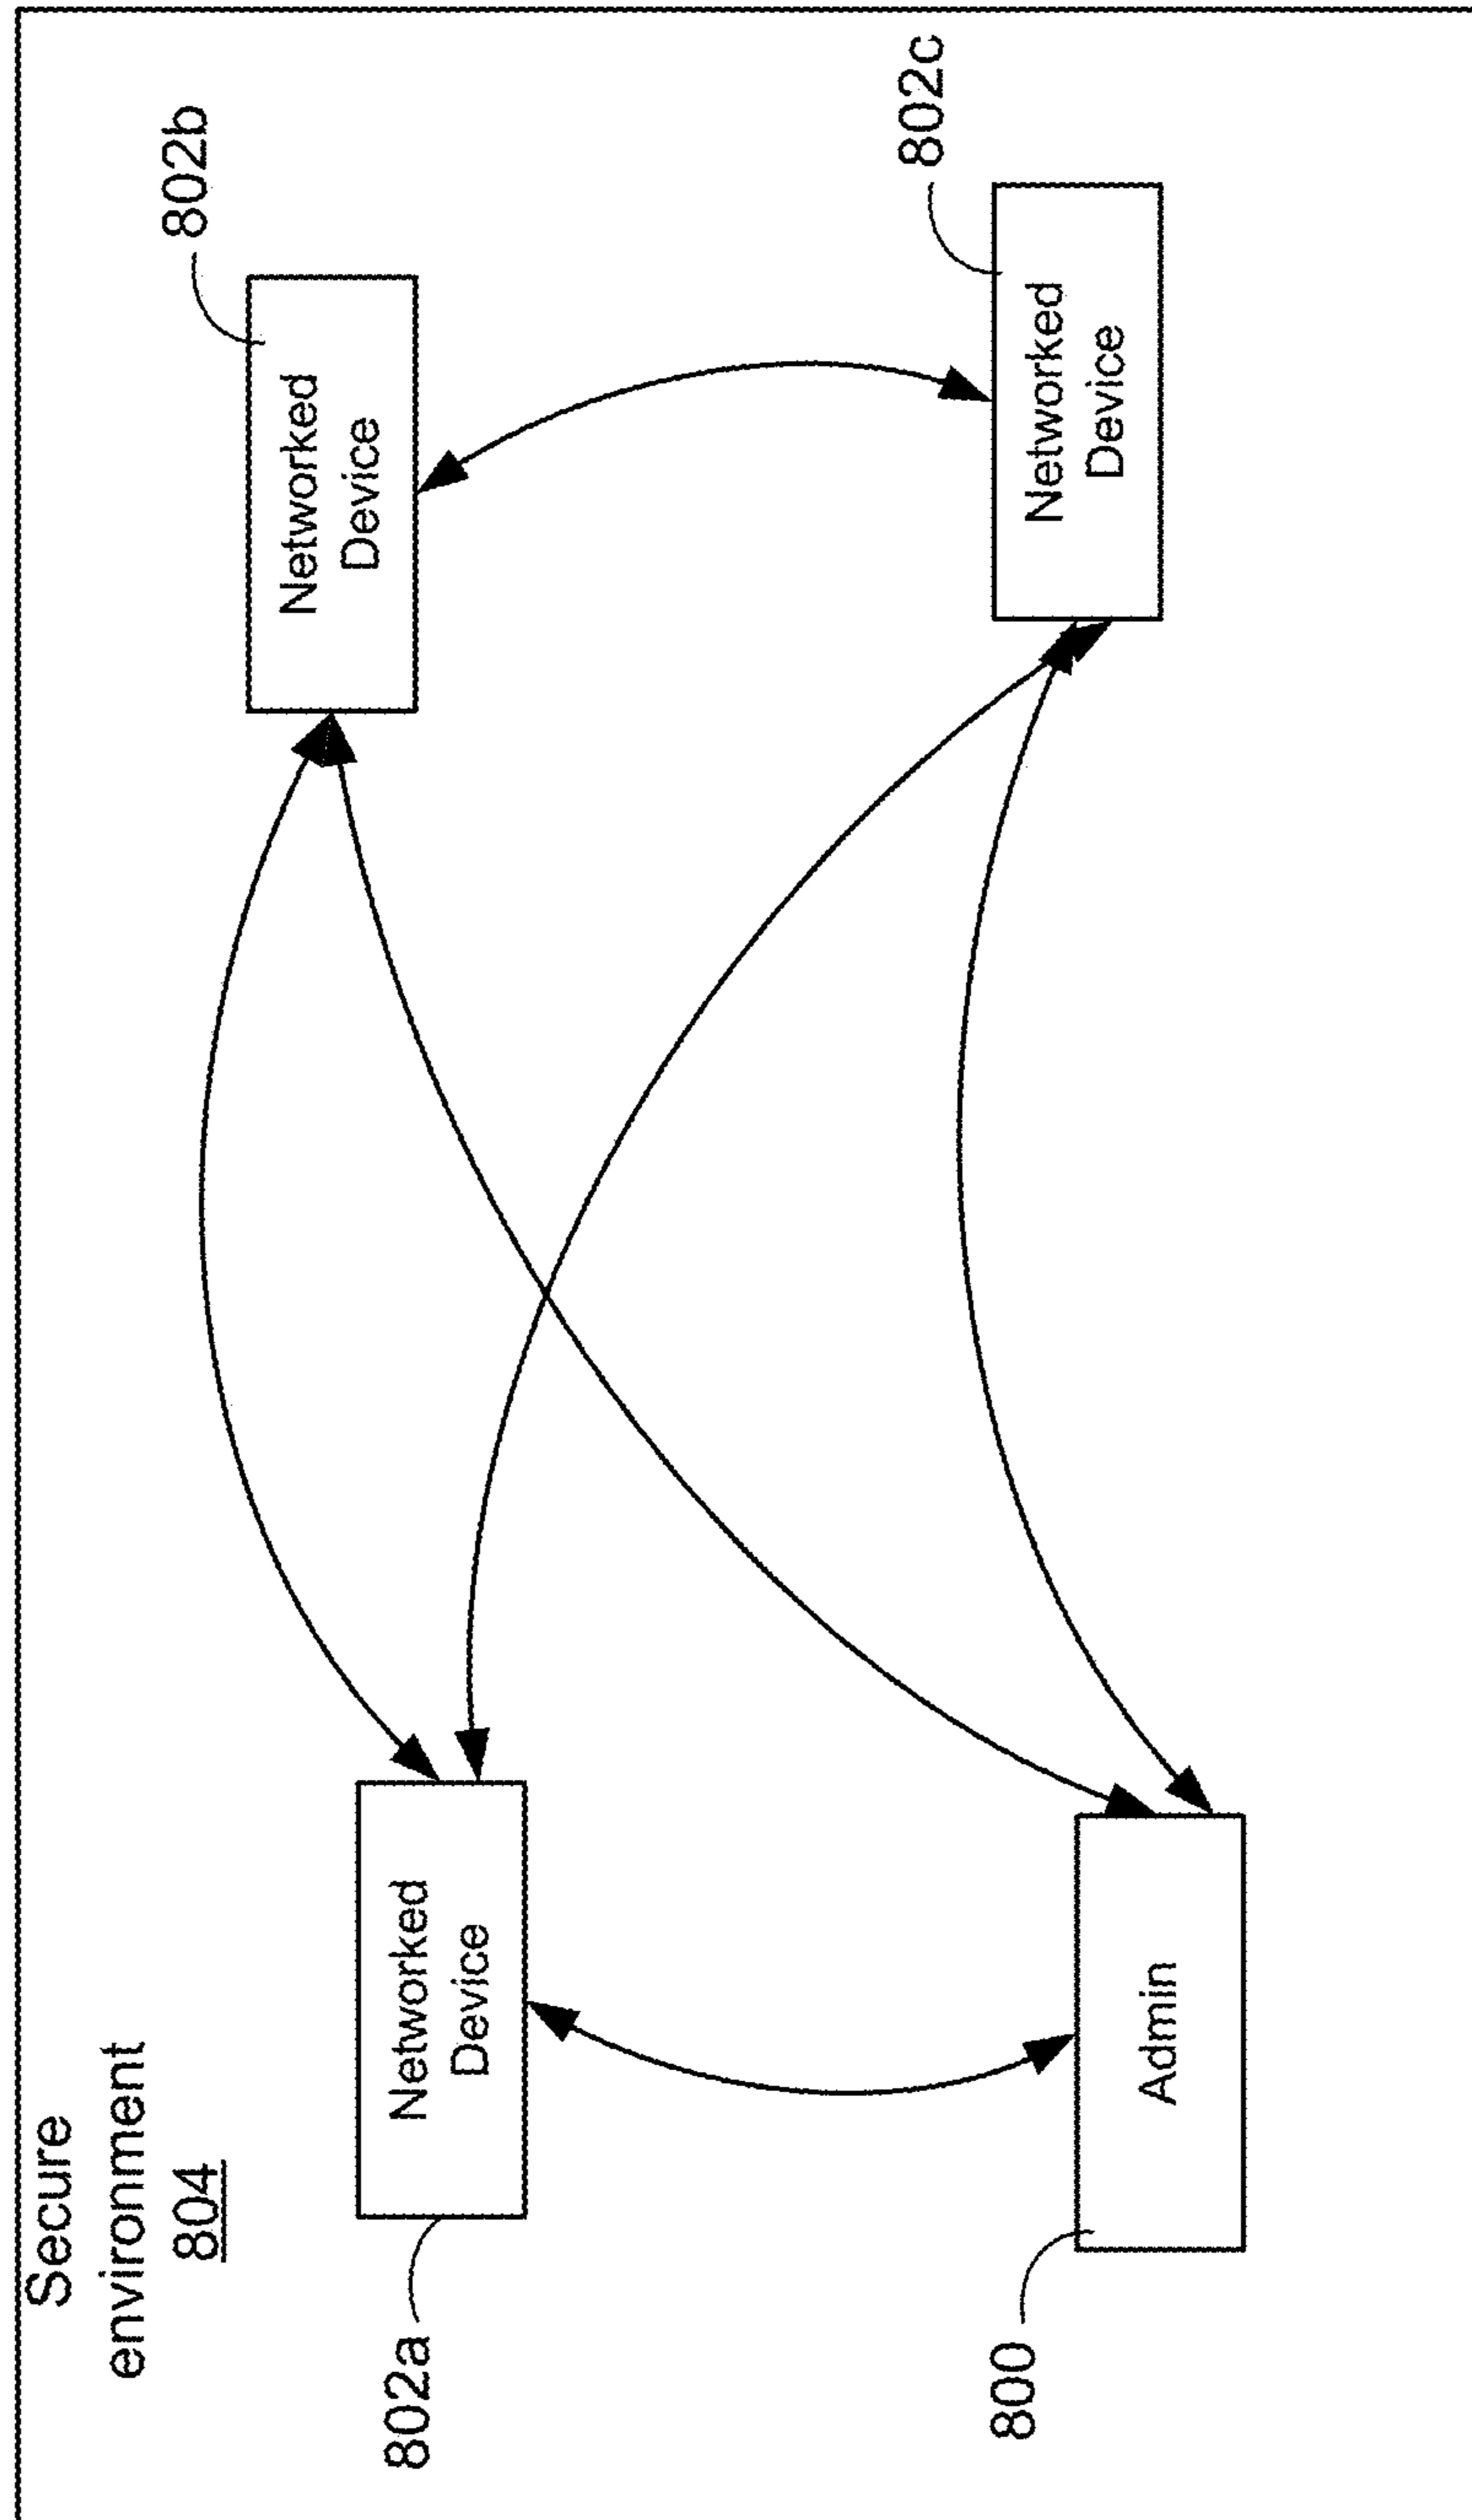 Secure
environment
804
802a
Networked
Device
802b
Networked
Device
800
Admin
802c
Networked
Device